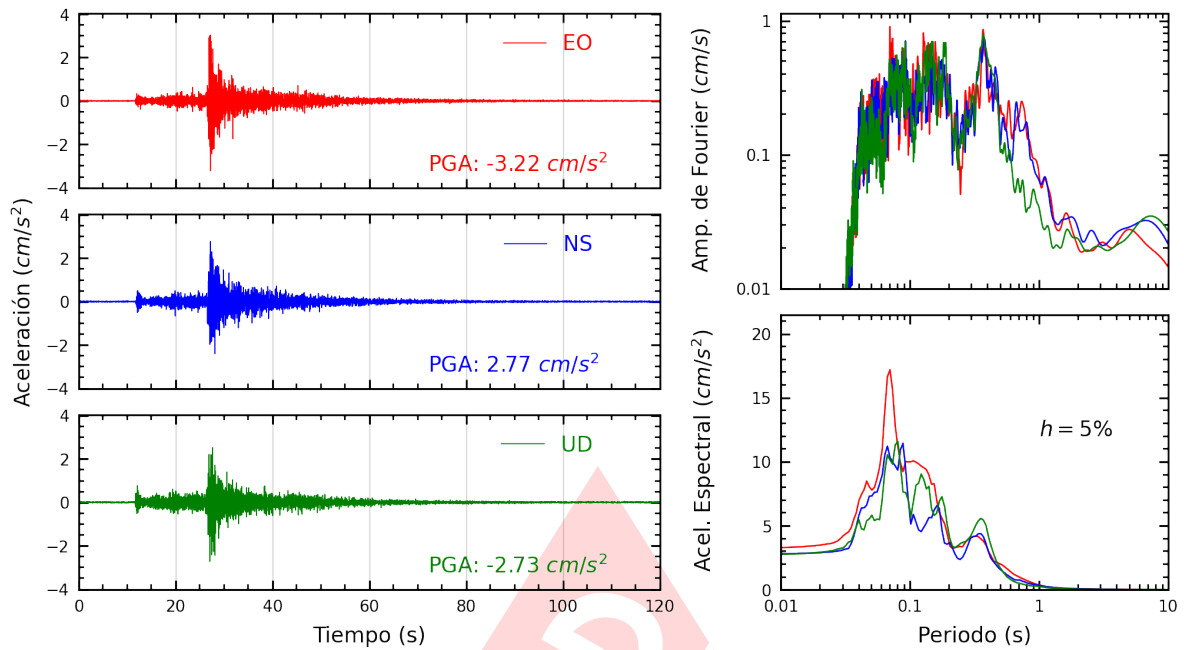 Aceleración (cm/s²)
4
2
0
−2
−4
EO
PGA: -3.22 cm/s²
4
2
0
−2
−4
NS
PGA: 2.77 cm/s²
4
2
0
−2
−4
UD
PGA: -2.73 cm/s²
0 20 40 60 80 100 120
Tiempo (s)
Amp. de Fourier (cm/s)
1
0.1
0.01
Acel. Espectral (cm/s²)
20
15
10
5
0
h = 5%
0.01 0.1 1 10
Periodo (s)